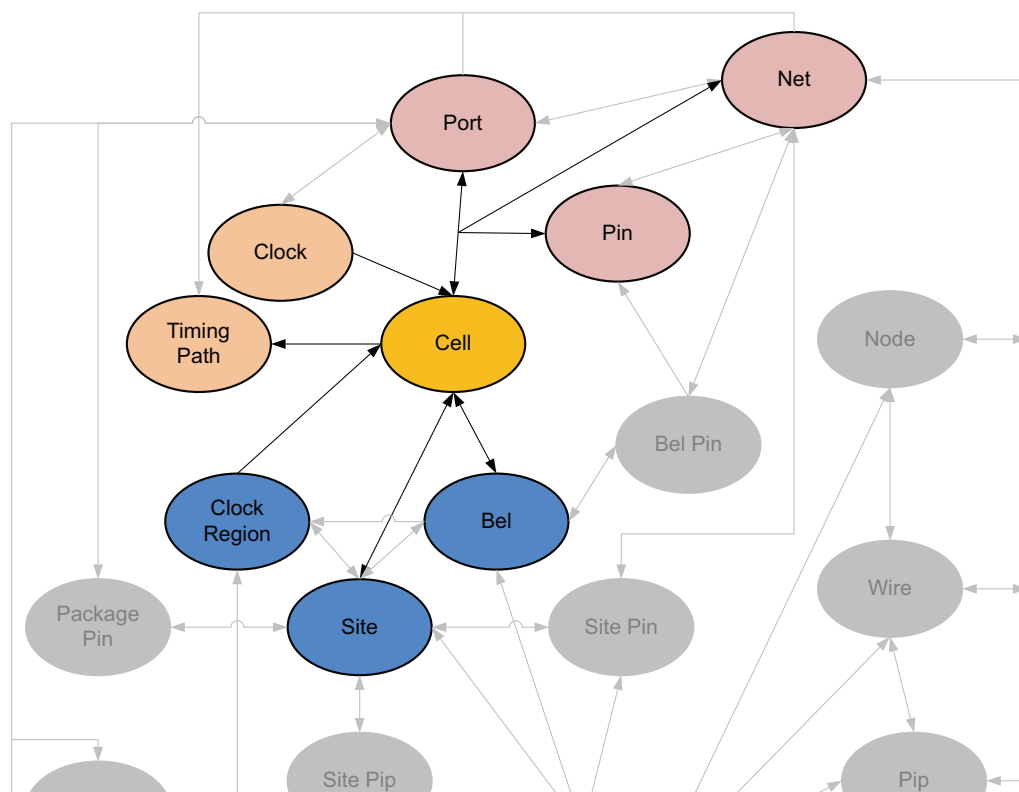 Net
Port
Pin
Clock
Timing
Path
Cell
Node
Bel Pin
Clock
Region
Bel
Wire
Package
Pin
Site
Site Pin
Site Pip
Pip